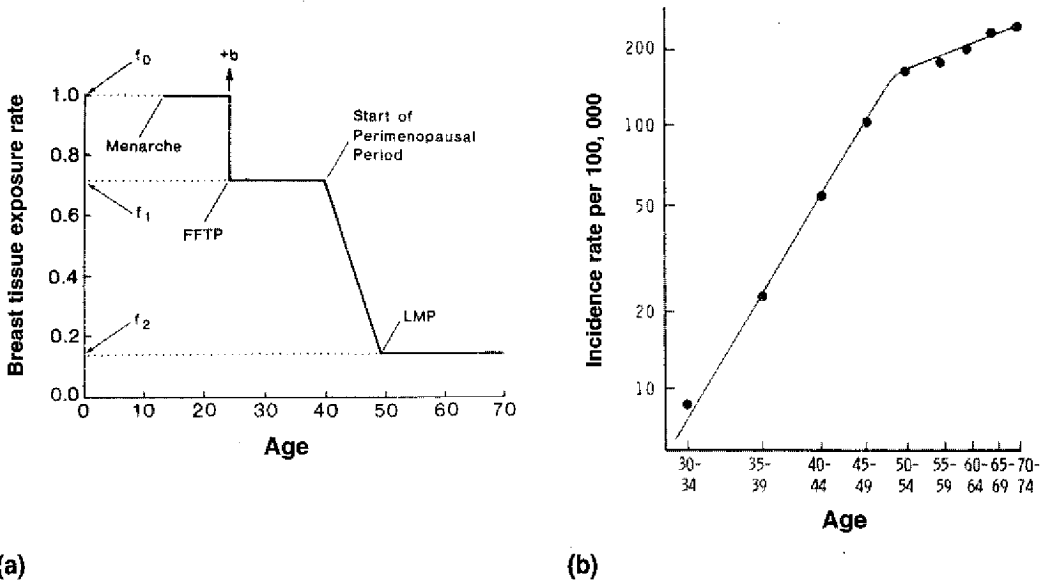 +b
f0
1.0
Menarche
Start of
Perimenopausal
Period
0.8
f1
FFTP
0.6
0.4
f2
LMP
0.2
0.0
0 10 20 30 40 50 60 70
Breast tissue exposure rate
Age
(a)
200
100
50
20
10
Incidence rate per 100, 000
30- 35- 40- 45- 50- 55- 60- 65- 70-
34 39 44 49 54 59 64 69 74
Age
(b)